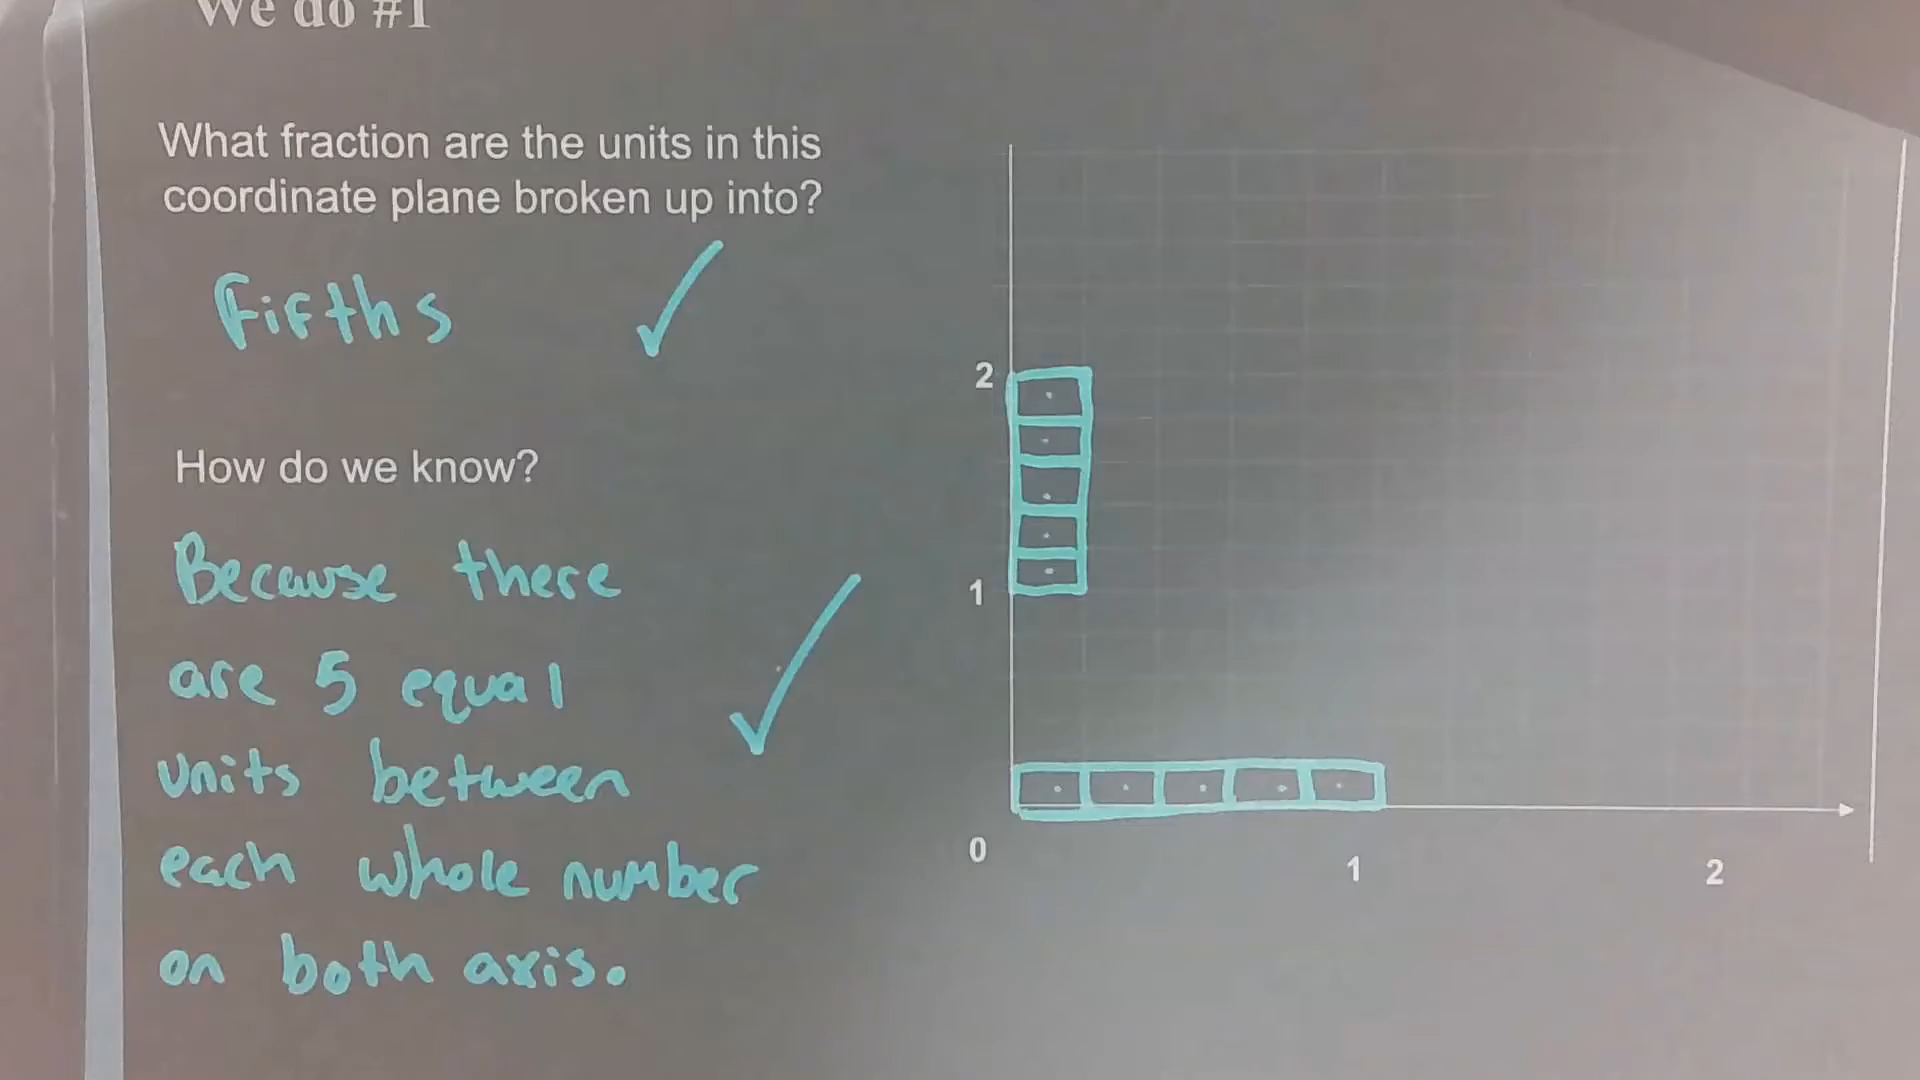 We do #1
What fraction are the units in this
coordinate plane broken up into?
Fifths
How do we know?
Because there
are 5 equal
units between
each whole number
on both axis.
2
1
0
1
2